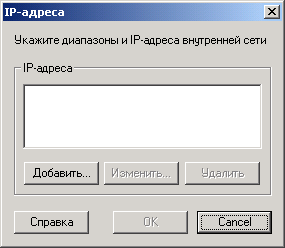 IP-адреса
Укажите диапазоны и IP-адреса внутренней сети
IP-адреса
Добавить... Изменить... Удалить
Справка OK Cancel